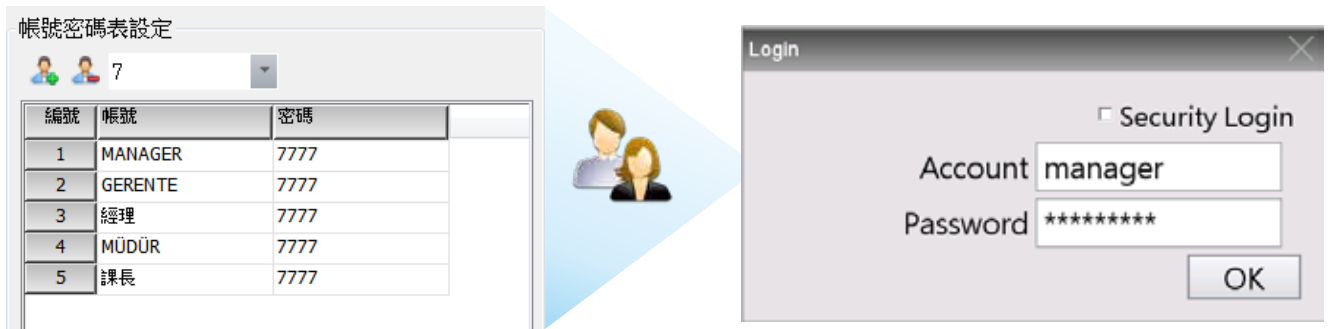 帳號密碼表設定
7
編號 帳號 密碼
1 MANAGER 7777
2 GERENTE 7777
3 經理 7777
4 MÜDÜR 7777
5 課長 7777
Login
Security Login
Account manager
Password *********
OK